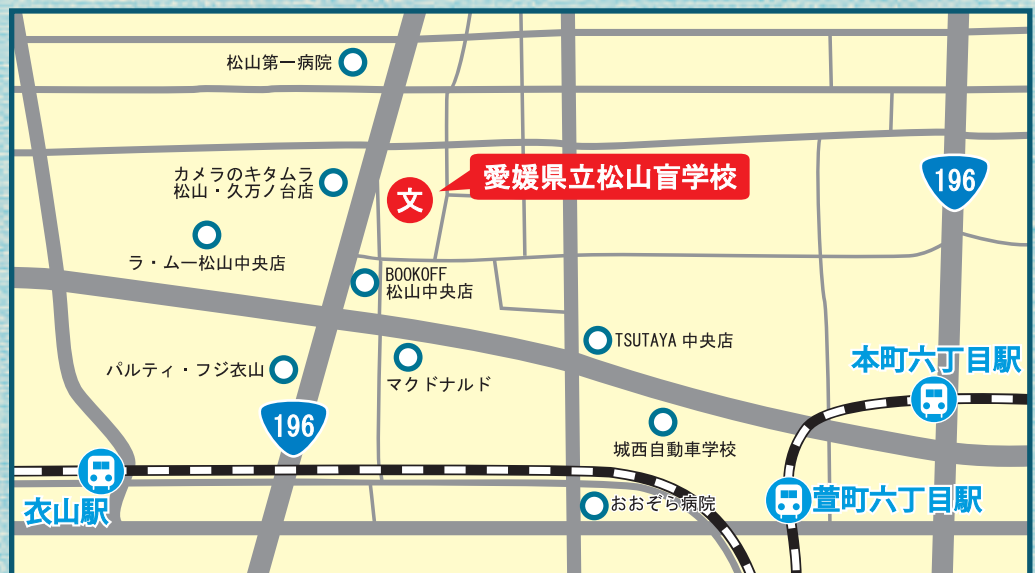 松山第一病院
カメラのキタムラ
松山・久万ノ台店
愛媛県立松山盲学校
文
196
ラ・ムー松山中央店
BOOKOFF
松山中央店
TSUTAYA 中央店
パルティ・フジ衣山
マクドナルド
本町六丁目駅
196
城西自動車学校
衣山駅
おおぞら病院
萱町六丁目駅